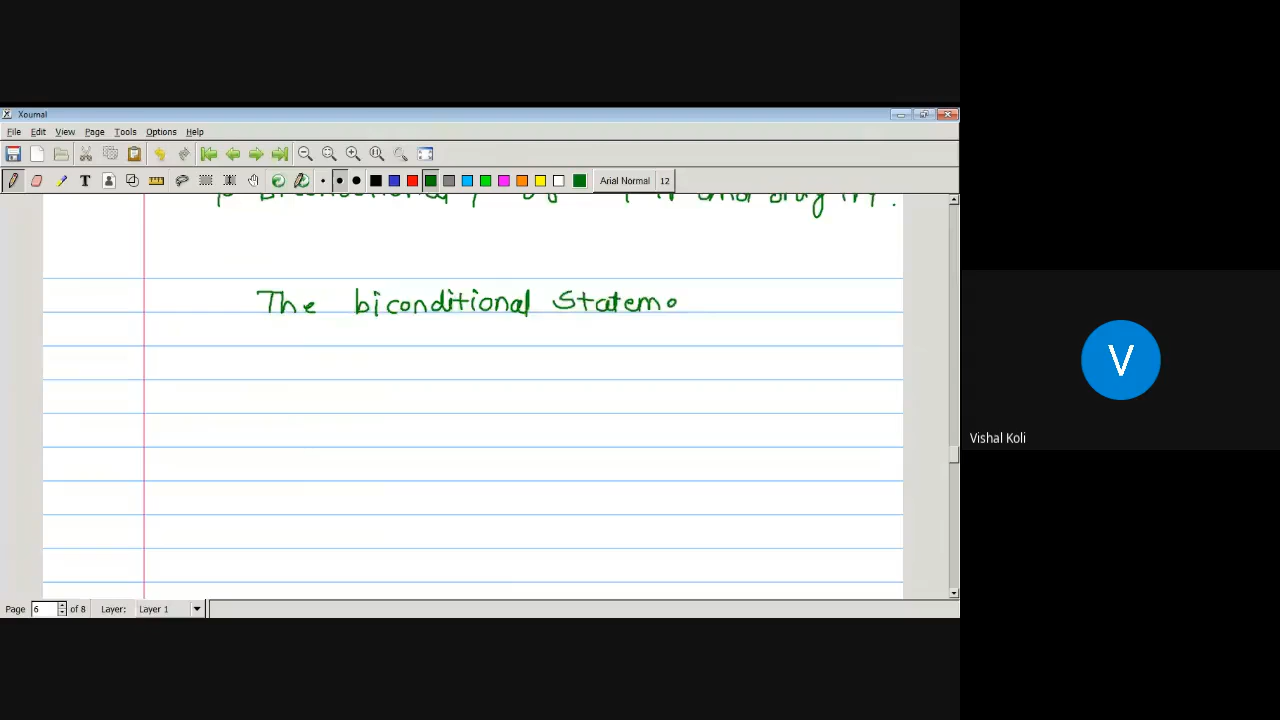 Xournal
File Edit View Page Tools Options Help
T Arial Normal 12
The biconditional Statem
Page 6 of 8 Layer: Layer 1
V
Vishal Koli